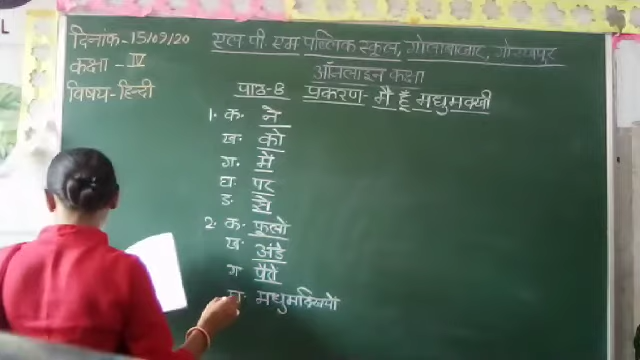 L
दिनांक-15/09/20
एल पी एम पब्लिक स्कूल, गोलाबाजार, गोरखपुर
कक्षा - IV
ऑनलाइन कक्षा
विषय-हिन्दी
पाठ-8 प्रकरण- मैं हूँ मधुमक्खी
1. क. ने
ख. को
ग. में
घ. पर
ङ. से
2. क. फूलो
ख. अंडे
ग. पैरो
घ. मधुमक्खियो